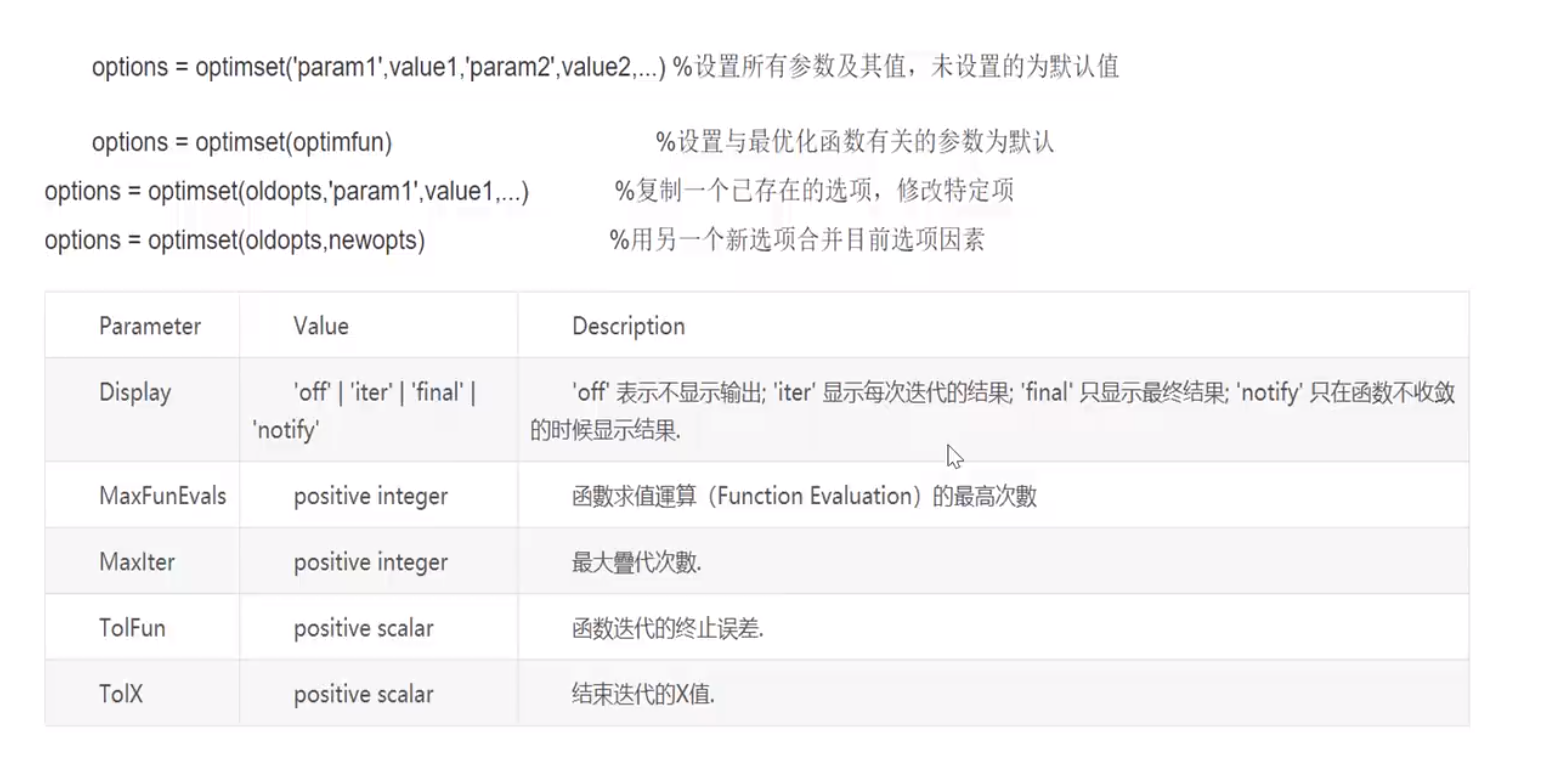 options = optimset('param1',value1,'param2',value2,...) %设置所有参数及其值，未设置的为默认值
options = optimset(optimfun) %设置与最优化函数有关的参数为默认
options = optimset(oldopts,'param1',value1,...) %复制一个已存在的选项，修改特定项
options = optimset(oldopts,newopts) %用另一个新选项合并目前选项因素
Parameter Value Description
Display 'off' | 'iter' | 'final' | 'off' 表示不显示输出; 'iter' 显示每次迭代的结果; 'final' 只显示最终结果; 'notify' 只在函数不收敛
'notify' 的时候显示结果.
MaxFunEvals positive integer 函數求值運算（Function Evaluation）的最高次數
MaxIter positive integer 最大疊代次數.
TolFun positive scalar 函数迭代的终止误差.
TolX positive scalar 结束迭代的X值.